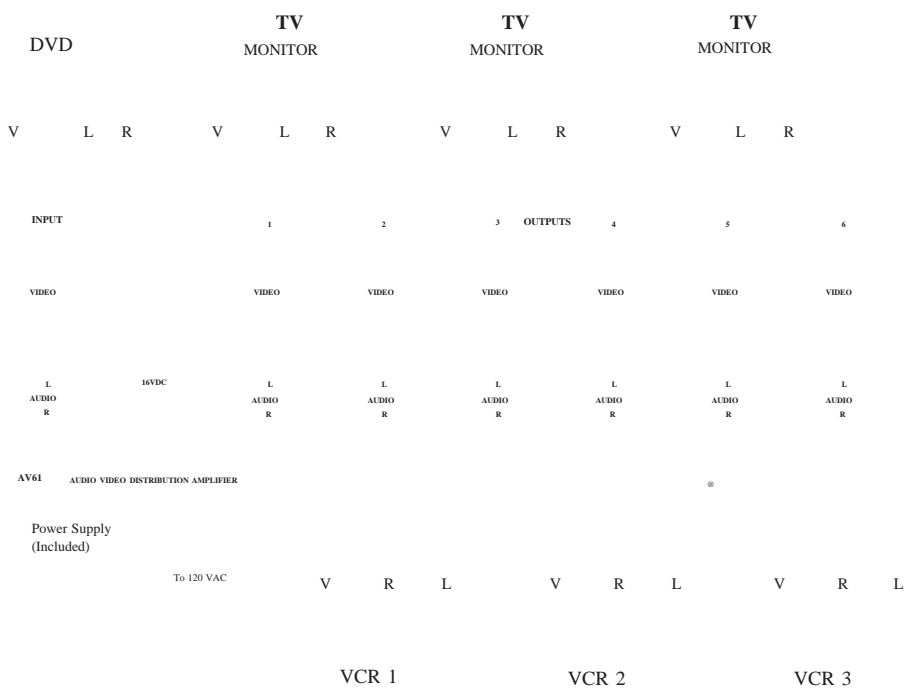 TV TV TV
DVD MONITOR MONITOR MONITOR
V L R V L R V L R V L R
INPUT 1 2 3 OUTPUTS 4 5 6
VIDEO VIDEO VIDEO VIDEO VIDEO VIDEO VIDEO
L 16VDC L L L L L L
AUDIO AUDIO AUDIO AUDIO AUDIO AUDIO AUDIO
R R R R R R R
AV61 AUDIO VIDEO DISTRIBUTION AMPLIFIER ®
Power Supply
(Included)
To 120 VAC V R L V R L V R L
VCR 1 VCR 2 VCR 3